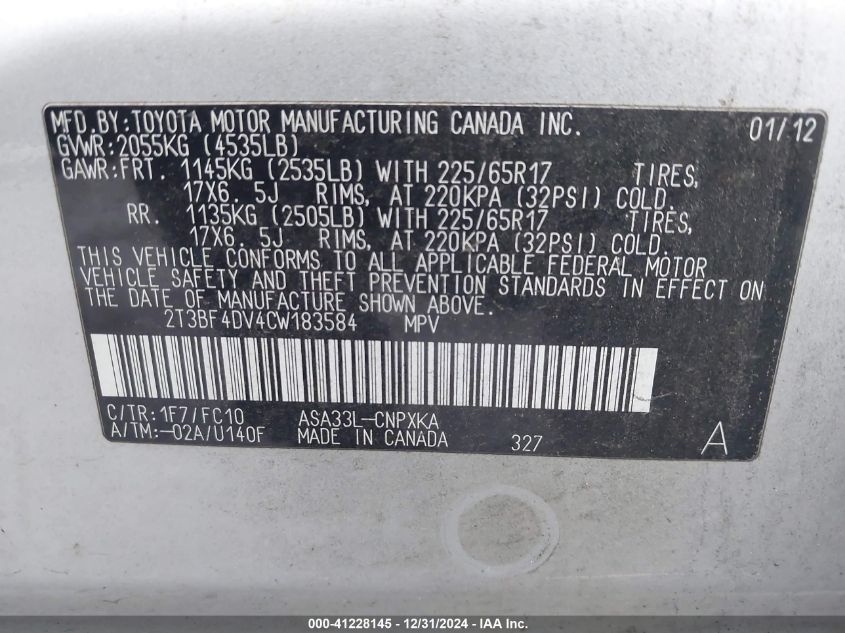 MFD.BY:TOYOTA MOTOR MANUFACTURING CANADA INC. 01/12
GVWR:2055KG (4535LB)
GAWR:FRT. 1145KG (2535LB) WITH 225/65R17 TIRES,
17X6. 5J RIMS, AT 220KPA (32PSI) COLD.
RR. 1135KG (2505LB) WITH 225/65R17 TIRES,
17X6. 5J RIMS, AT 220KPA (32PSI) COLD.
THIS VEHICLE CONFORMS TO ALL APPLICABLE FEDERAL MOTOR
VEHICLE SAFETY AND THEFT PREVENTION STANDARDS IN EFFECT ON
THE DATE OF MANUFACTURE SHOWN ABOVE.
2T3BF4DV4CW183584 MPV
C/TR:1F7/FC10 ASA33L-CNPXKA
A/TM:-02A/U140F MADE IN CANADA 327 A
000-41228145 - 12/31/2024 - IAA Inc.